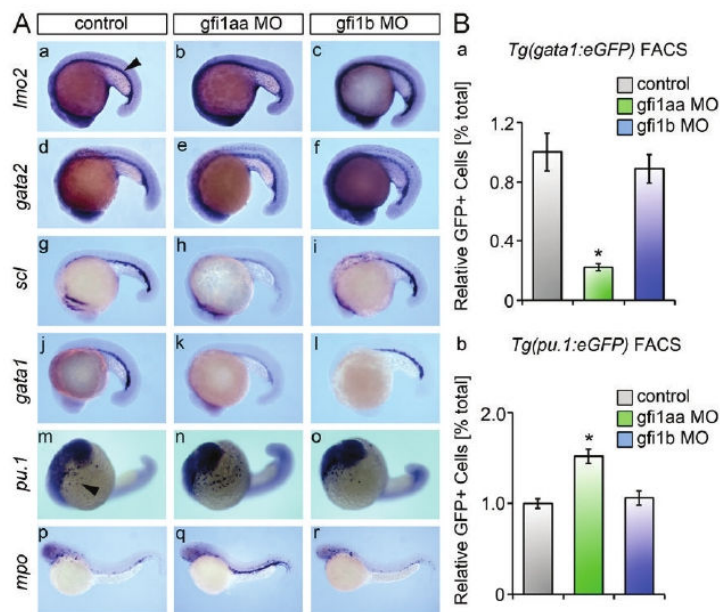 A
control
gfi1aa MO
gfi1b MO
a
b
c
lmo2
d
e
f
gata2
g
h
i
scl
j
k
l
gata1
m
n
o
pu.1
p
q
r
mpo
B
a
Tg(gata1:eGFP) FACS
control
gfi1aa MO
gfi1b MO
Relative GFP+ Cells [% total]
1.2
0.8
0.4
0
*
b
Tg(pu.1:eGFP) FACS
control
gfi1aa MO
gfi1b MO
Relative GFP+ Cells [% total]
2.0
1.0
0
*